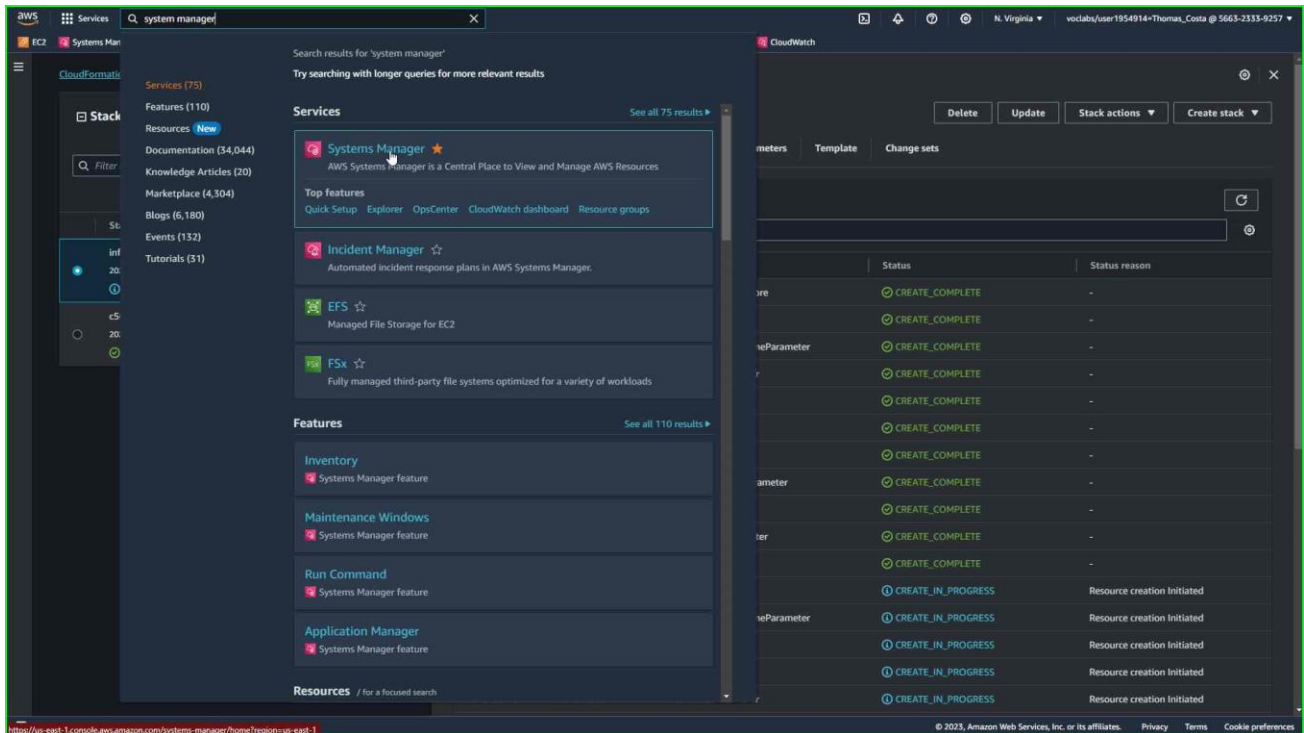 aws
Services
system manager
N. Virginia ▼
voclabs/user1954914=Thomas_Costa @ 5663-2333-9257 ▼
EC2
Systems Man
CloudWatch
CloudFormatic
Stack
Filter
Services (75)
Features (110)
Resources New
Documentation (34,044)
Knowledge Articles (20)
Marketplace (4,304)
Blogs (6,180)
Events (132)
Tutorials (31)
Search results for 'system manager'
Try searching with longer queries for more relevant results
Services
See all 75 results ▶
Systems Manager
AWS Systems Manager is a Central Place to View and Manage AWS Resources
Top features
Quick Setup Explorer OpsCenter CloudWatch dashboard Resource groups
Incident Manager
Automated incident response plans in AWS Systems Manager.
EFS
Managed File Storage for EC2
FSx
Fully managed third-party file systems optimized for a variety of workloads
Features
See all 110 results ▶
Inventory
Systems Manager feature
Maintenance Windows
Systems Manager feature
Run Command
Systems Manager feature
Application Manager
Systems Manager feature
Resources / for a focused search
Delete Update Stack actions ▼ Create stack ▼
meters Template Change sets
Status Status reason
CREATE_COMPLETE -
CREATE_COMPLETE -
neParameter CREATE_COMPLETE -
CREATE_COMPLETE -
CREATE_COMPLETE -
CREATE_COMPLETE -
CREATE_COMPLETE -
ameter CREATE_COMPLETE -
CREATE_COMPLETE -
ter CREATE_COMPLETE -
CREATE_COMPLETE -
CREATE_IN_PROGRESS Resource creation Initiated
neParameter CREATE_IN_PROGRESS Resource creation Initiated
CREATE_IN_PROGRESS Resource creation Initiated
CREATE_IN_PROGRESS Resource creation Initiated
CREATE_IN_PROGRESS Resource creation Initiated
https://us-east-1.console.aws.amazon.com/systems-manager/home?region=us-east-1
© 2023, Amazon Web Services, Inc. or its affiliates. Privacy Terms Cookie preferences